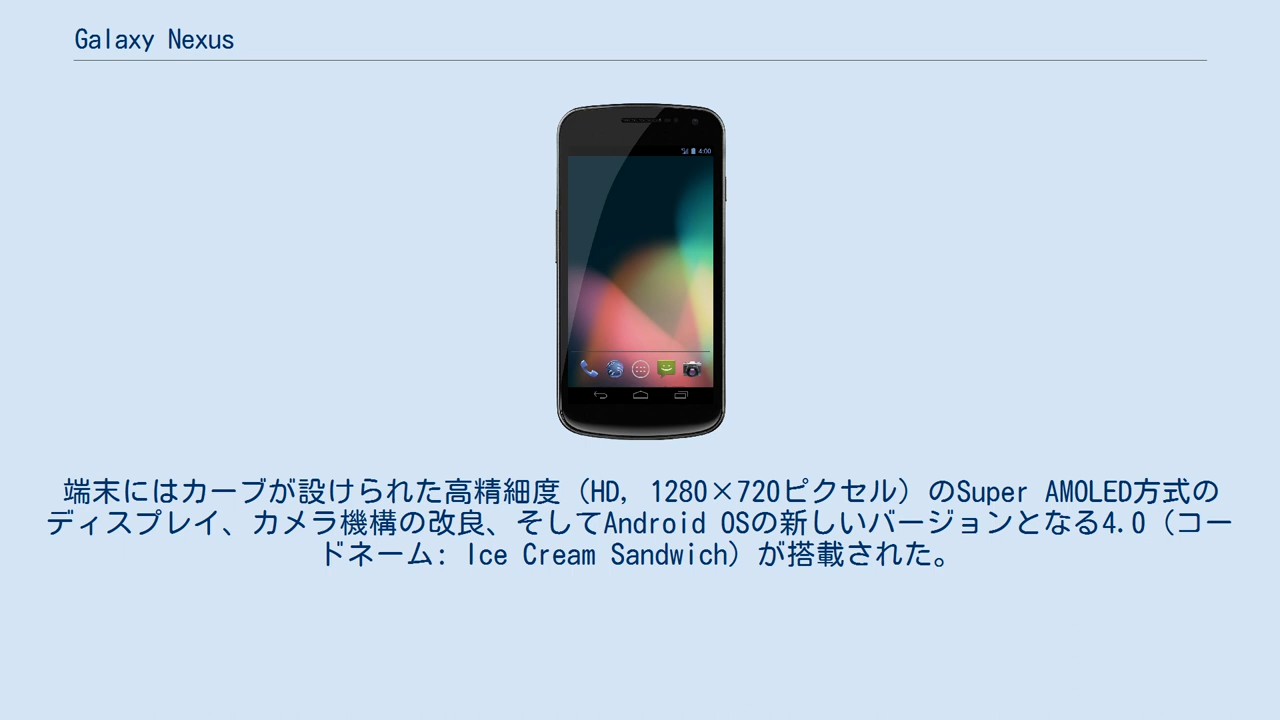 Galaxy Nexus
4:00
端末にはカーブが設けられた高精細度（HD, 1280×720ピクセル）のSuper AMOLED方式の
ディスプレイ、カメラ機構の改良、そしてAndroid OSの新しいバージョンとなる4.0（コー
ドネーム: Ice Cream Sandwich）が搭載された。